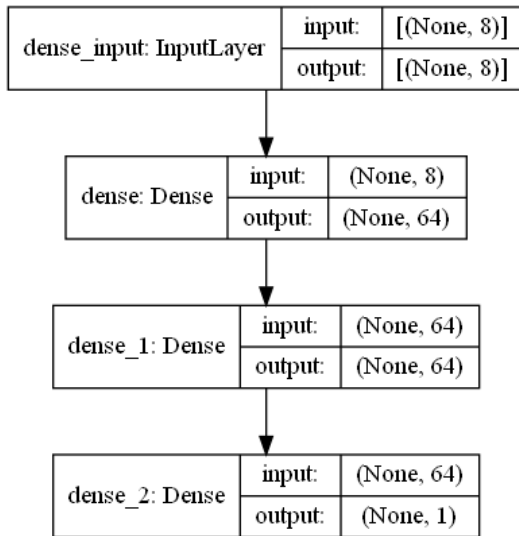 dense_input: InputLayer
input: [(None, 8)]
output: [(None, 8)]
dense: Dense
input: (None, 8)
output: (None, 64)
dense_1: Dense
input: (None, 64)
output: (None, 64)
dense_2: Dense
input: (None, 64)
output: (None, 1)